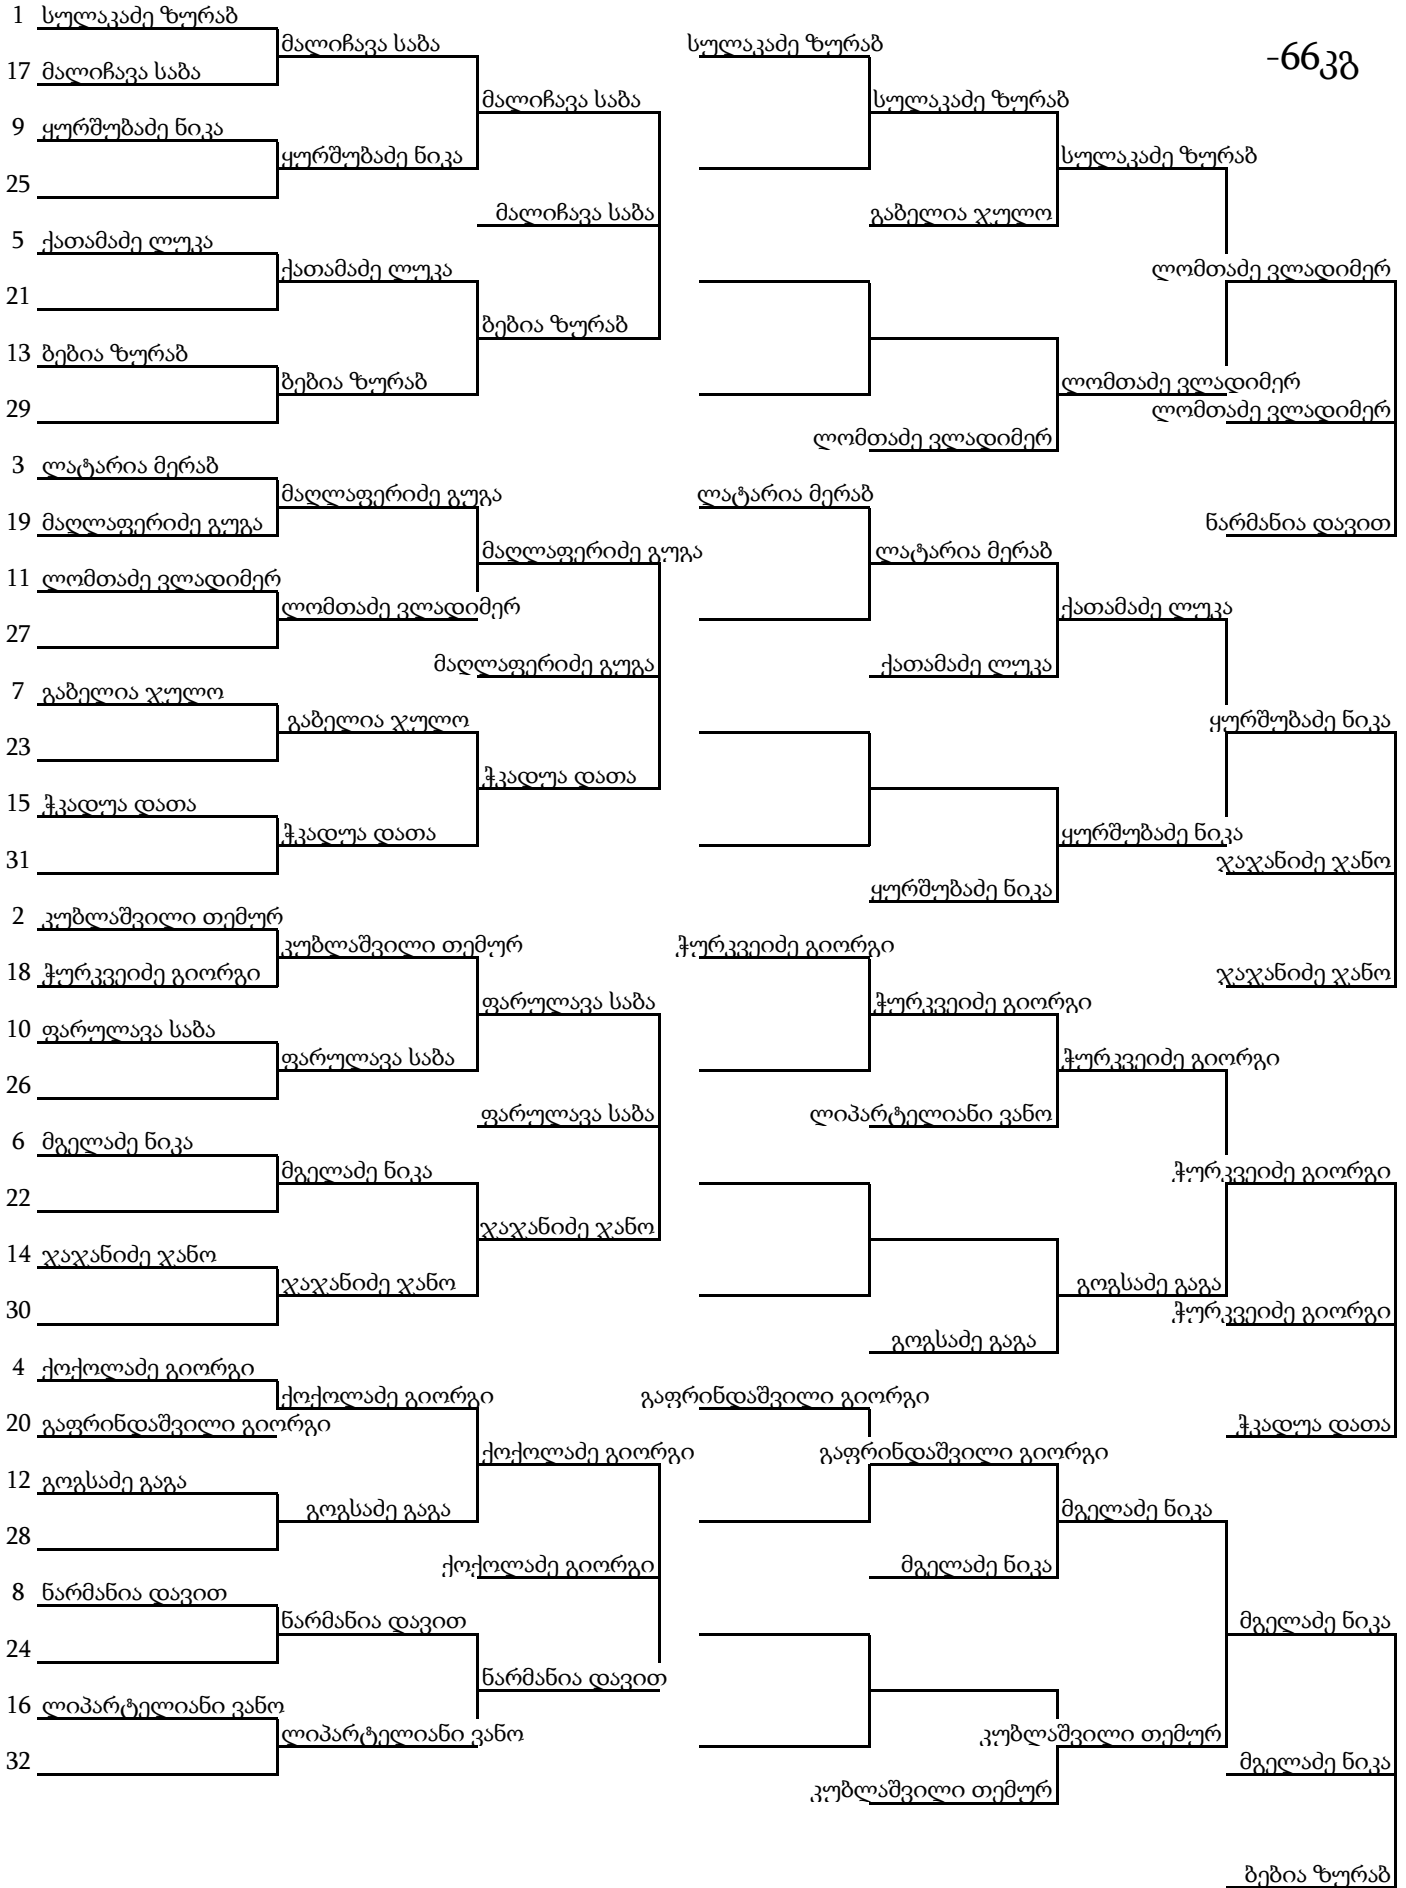 -66კგ
1 სულაკაძე ზურაბ
17 მალიჩავა საბა
9 ყურშუბაძე ნიკა
25
5 ქათამაძე ლუკა
21
13 ბებია ზურაბ
29
3 ლატარია მერაბ
19 მაღლაფერიძე გუგა
11 ლომთაძე ვლადიმერ
27
7 გაბელია ჯულო
23
15 ჭკადუა დათა
31
2 კუბლაშვილი თემურ
18 ჭურკვეიძე გიორგი
10 ფარულავა საბა
26
6 მგელაძე ნიკა
22
14 ჯაჯანიძე ჯანო
30
4 ქოქოლაძე გიორგი
20 გაფრინდაშვილი გიორგი
12 გოგსაძე გაგა
28
8 ნარმანია დავით
24
16 ლიპარტელიანი ვანო
32
მალიჩავა საბა
ყურშუბაძე ნიკა
ქათამაძე ლუკა
ბებია ზურაბ
მაღლაფერიძე გუგა
ლომთაძე ვლადიმერ
გაბელია ჯულო
ჭკადუა დათა
კუბლაშვილი თემურ
ფარულავა საბა
მგელაძე ნიკა
ჯაჯანიძე ჯანო
ქოქოლაძე გიორგი
გოგსაძე გაგა
ნარმანია დავით
ლიპარტელიანი ვანო
მალიჩავა საბა
მალიჩავა საბა
ბებია ზურაბ
მაღლაფერიძე გუგა
მაღლაფერიძე გუგა
ჭკადუა დათა
ფარულავა საბა
ფარულავა საბა
ჯაჯანიძე ჯანო
ქოქოლაძე გიორგი
ქოქოლაძე გიორგი
ნარმანია დავით
სულაკაძე ზურაბ
ლატარია მერაბ
ჭურკვეიძე გიორგი
გაფრინდაშვილი გიორგი
სულაკაძე ზურაბ
გაბელია ჯულო
ლომთაძე ვლადიმერ
ლატარია მერაბ
ქათამაძე ლუკა
ყურშუბაძე ნიკა
ჭურკვეიძე გიორგი
ლიპარტელიანი ვანო
გოგსაძე გაგა
გაფრინდაშვილი გიორგი
მგელაძე ნიკა
კუბლაშვილი თემურ
სულაკაძე ზურაბ
ლომთაძე ვლადიმერ
ქათამაძე ლუკა
ყურშუბაძე ნიკა
ჭურკვეიძე გიორგი
გოგსაძე გაგა
მგელაძე ნიკა
კუბლაშვილი თემურ
ლომთაძე ვლადიმერ
ლომთაძე ვლადიმერ
ნარმანია დავით
ყურშუბაძე ნიკა
ჯაჯანიძე ჯანო
ჯაჯანიძე ჯანო
ჭურკვეიძე გიორგი
ჭურკვეიძე გიორგი
ჭკადუა დათა
მგელაძე ნიკა
მგელაძე ნიკა
ბებია ზურაბ